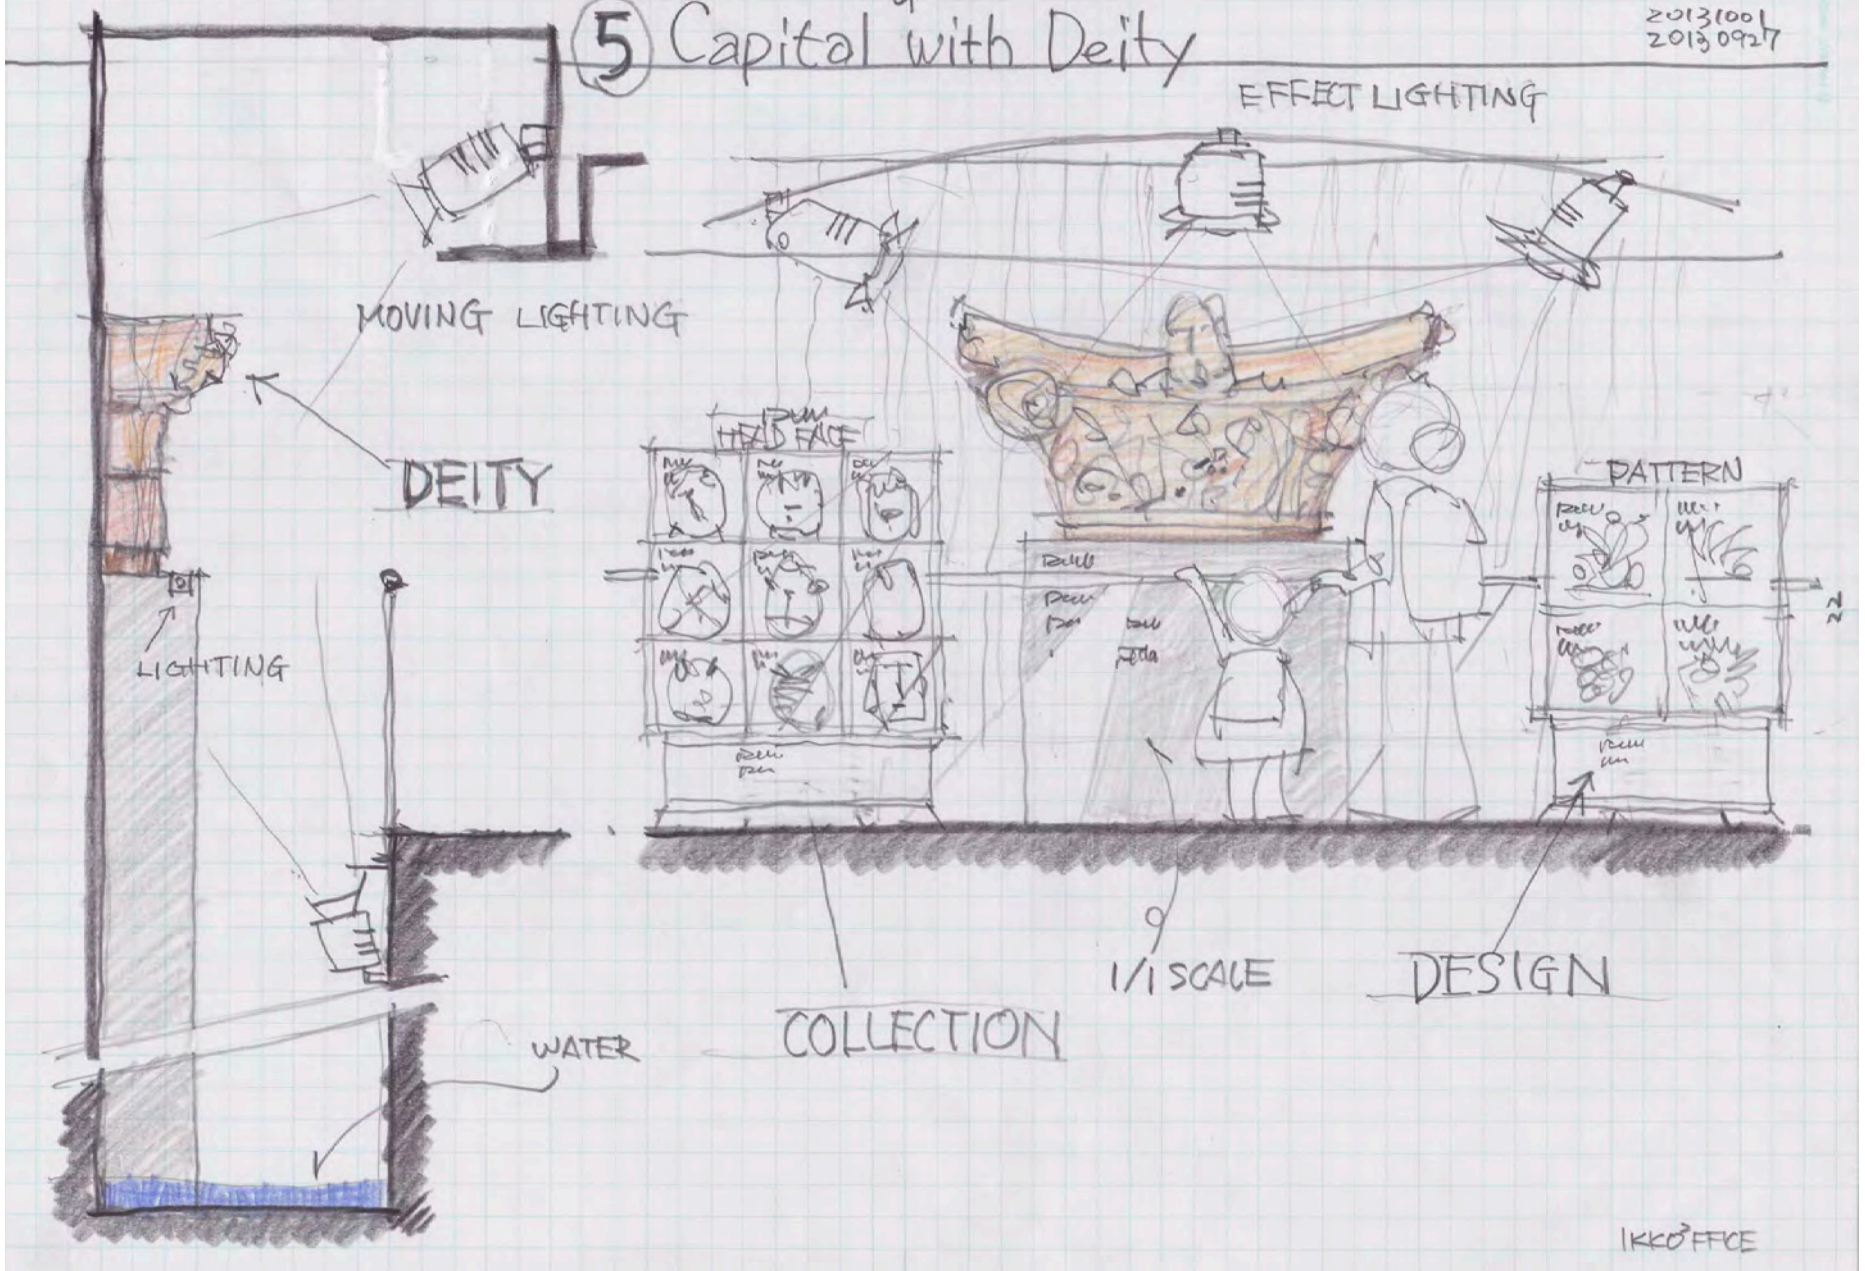 5 Capital with Deity
20131001
20130927
EFFECT LIGHTING
MOVING LIGHTING
DEITY
HEAD FACE
PATTERN
LIGHTING
1/1 SCALE
DESIGN
COLLECTION
WATER
IKKO OFFICE